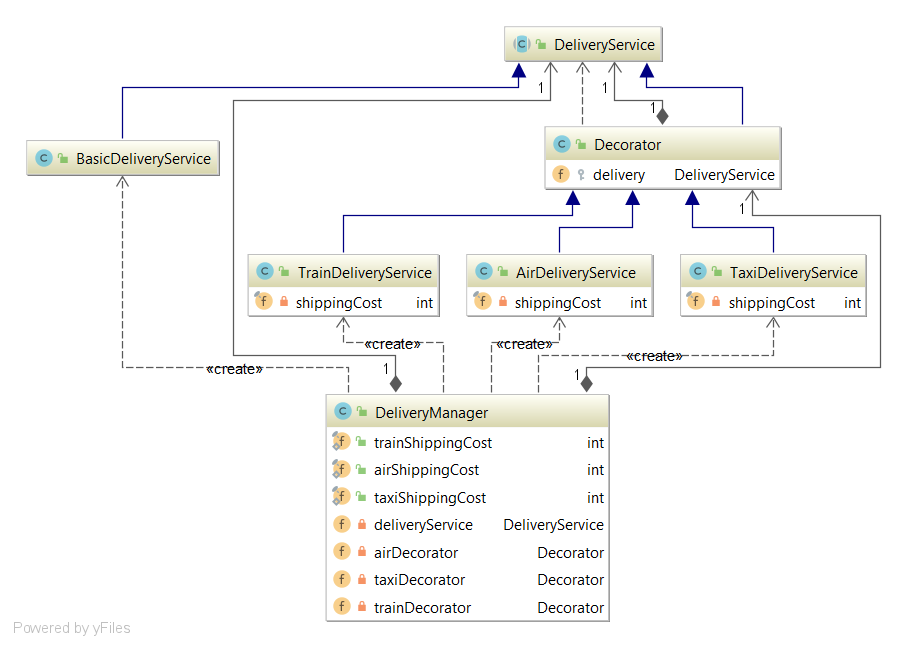 DeliveryService
1
1
1
Decorator
delivery DeliveryService
BasicDeliveryService
1
TrainDeliveryService
shippingCost int
AirDeliveryService
shippingCost int
TaxiDeliveryService
shippingCost int
«create»
«create»
«create»
«create»
1
1
DeliveryManager
trainShippingCost int
airShippingCost int
taxiShippingCost int
deliveryService DeliveryService
airDecorator Decorator
taxiDecorator Decorator
trainDecorator Decorator
Powered by yFiles